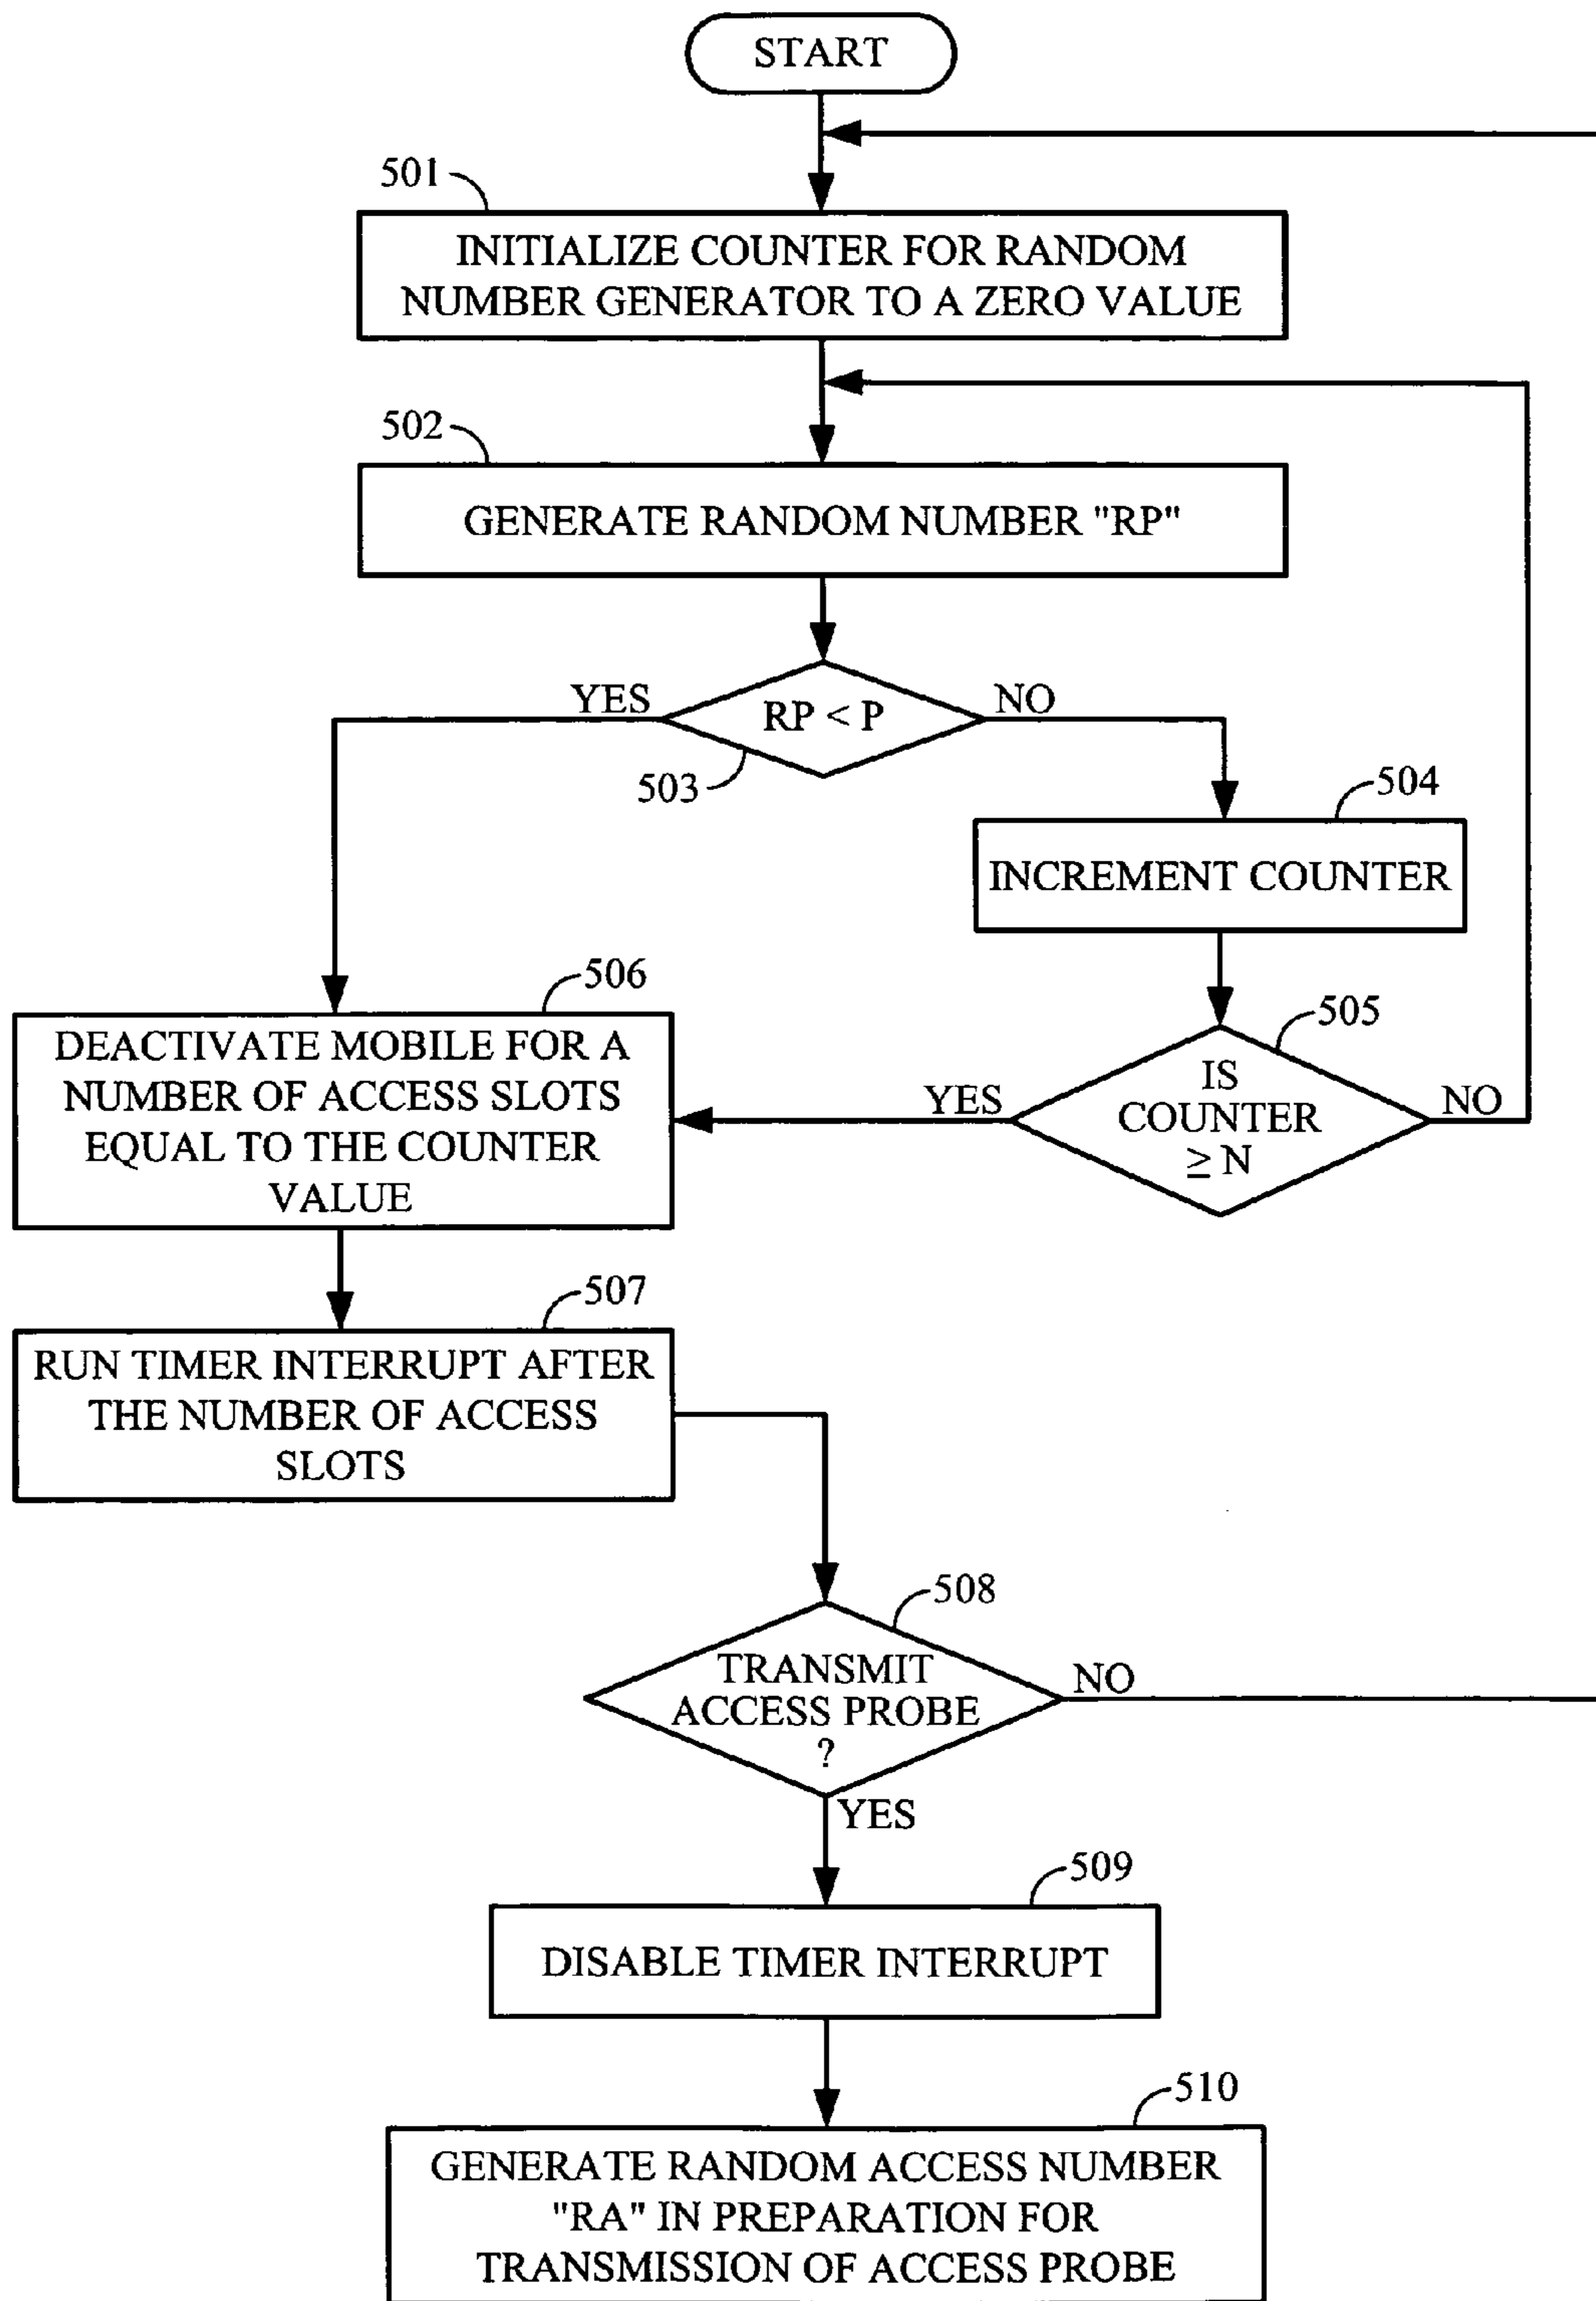 START
501
INITIALIZE COUNTER FOR RANDOM
NUMBER GENERATOR TO A ZERO VALUE
502
GENERATE RANDOM NUMBER "RP"
YES
RP < P
NO
503
504
INCREMENT COUNTER
506
DEACTIVATE MOBILE FOR A
NUMBER OF ACCESS SLOTS
EQUAL TO THE COUNTER
VALUE
505
YES
IS
COUNTER
≥ N
NO
507
RUN TIMER INTERRUPT AFTER
THE NUMBER OF ACCESS
SLOTS
508
TRANSMIT
ACCESS PROBE
?
NO
YES
509
DISABLE TIMER INTERRUPT
510
GENERATE RANDOM ACCESS NUMBER
"RA" IN PREPARATION FOR
TRANSMISSION OF ACCESS PROBE